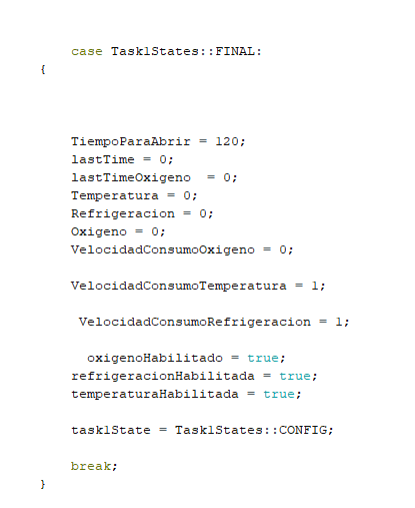 case Task1States::FINAL:
{
TiempoParaAbrir = 120;
lastTime = 0;
lastTimeOxigeno  = 0;
Temperatura = 0;
Refrigeracion = 0;
Oxigeno = 0;
VelocidadConsumoOxigeno = 0;
VelocidadConsumoTemperatura = 1;
VelocidadConsumoRefrigeracion = 1;
oxigenoHabilitado = true;
refrigeracionHabilitada = true;
temperaturaHabilitada = true;
task1State = Task1States::CONFIG;
break;
}